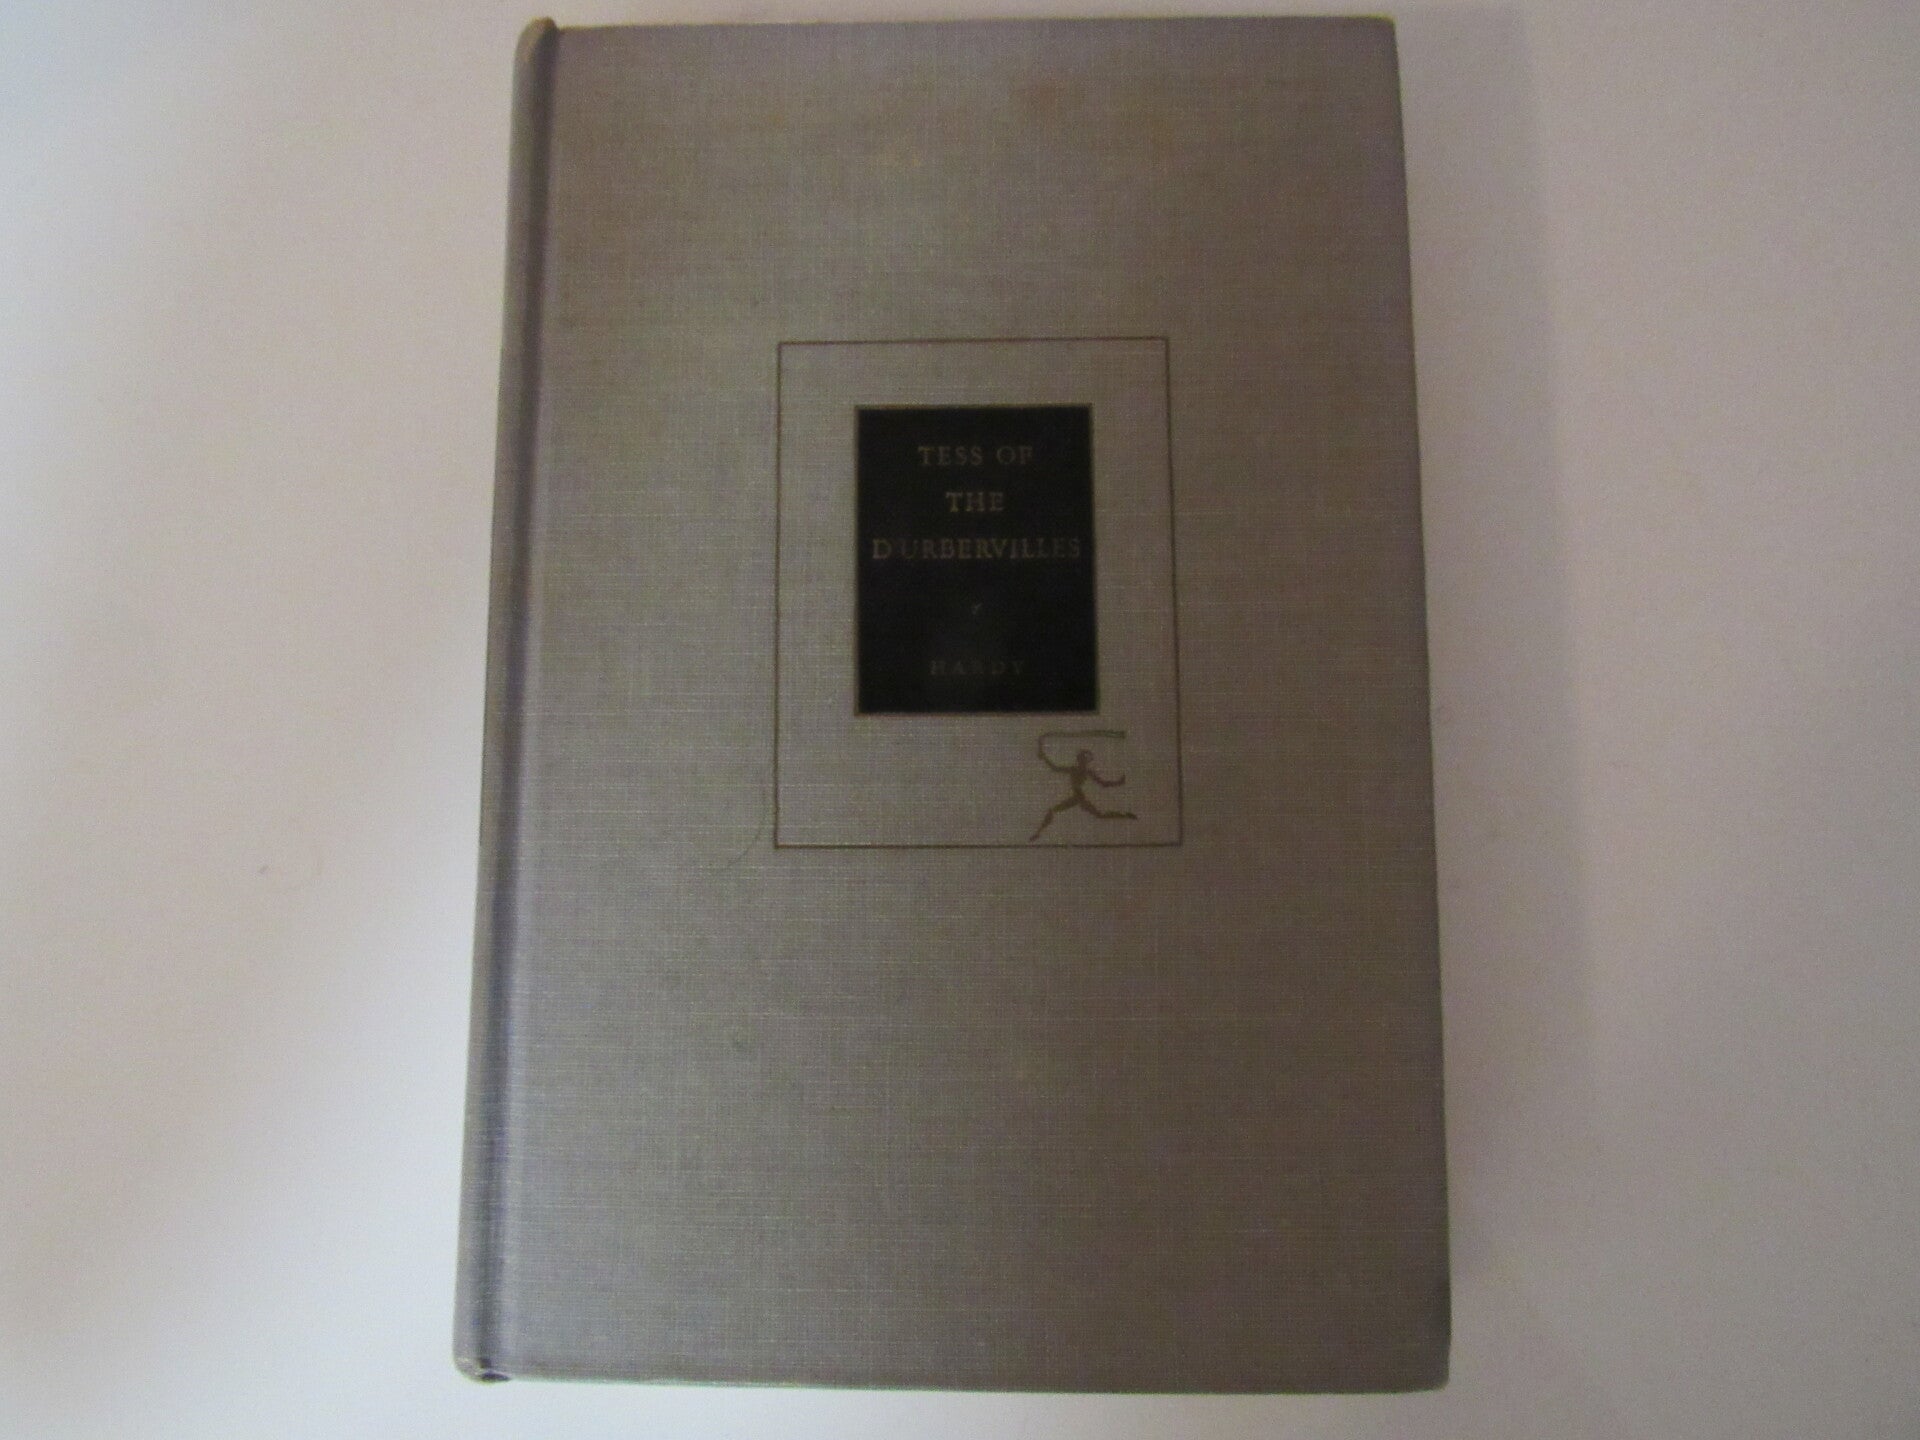 TESS OF
THE
D'URBERVILLES
HARDY